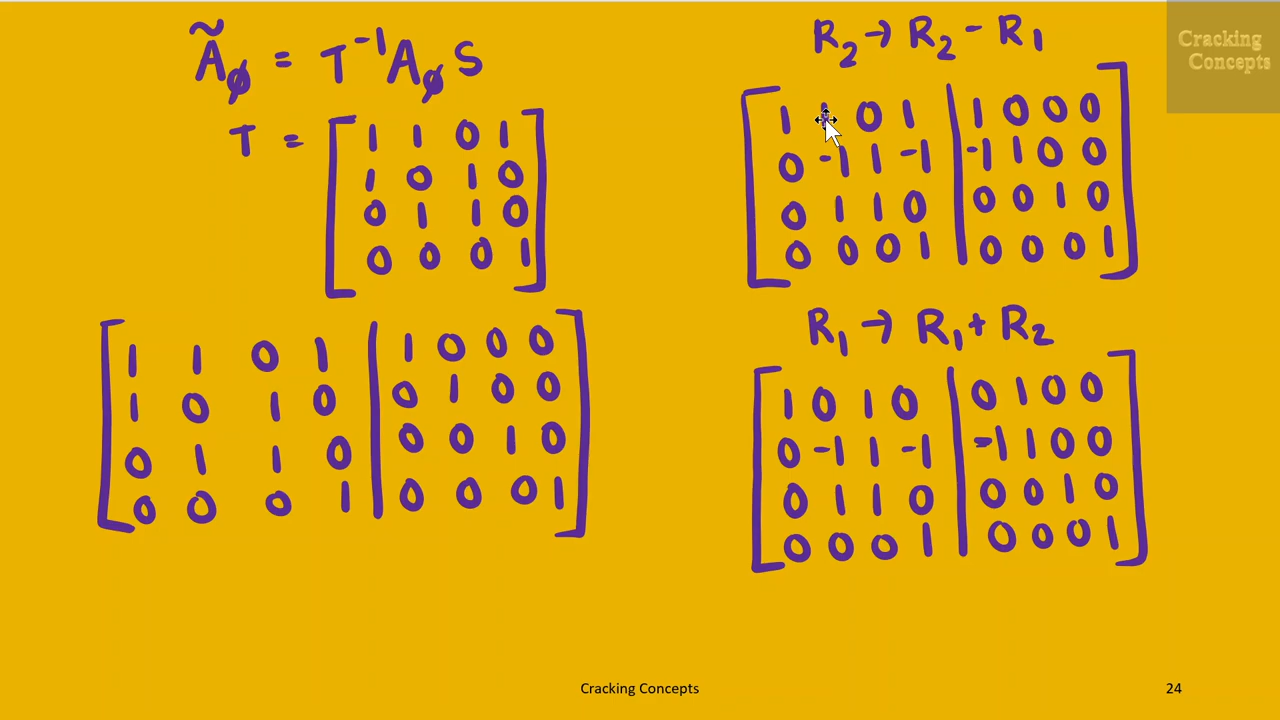 Ã_ϕ = T⁻¹ A_ϕ S
T = [ 1 1 0 1
1 0 1 0
0 1 1 0
0 0 0 1 ]
[ 1 1 0 1 | 1 0 0 0
1 0 1 0 | 0 1 0 0
0 1 1 0 | 0 0 1 0
0 0 0 1 | 0 0 0 1 ]
R₂ → R₂ - R₁
[ 1 1 0 1 | 1 0 0 0
0 -1 1 -1 | -1 1 0 0
0 1 1 0 | 0 0 1 0
0 0 0 1 | 0 0 0 1 ]
R₁ → R₁ + R₂
[ 1 0 1 0 | 0 1 0 0
0 -1 1 -1 | -1 1 0 0
0 1 1 0 | 0 0 1 0
0 0 0 1 | 0 0 0 1 ]
Cracking
Concepts
Cracking Concepts
24